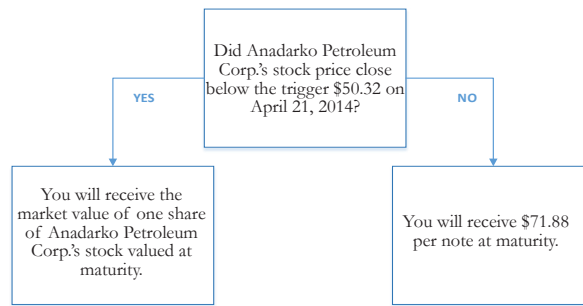 Did Anadarko Petroleum
Corp.'s stock price close
below the trigger $50.32 on
April 21, 2014?
YES
NO
You will receive the
market value of one share
of Anadarko Petroleum
Corp.'s stock valued at
maturity.
You will receive $71.88
per note at maturity.